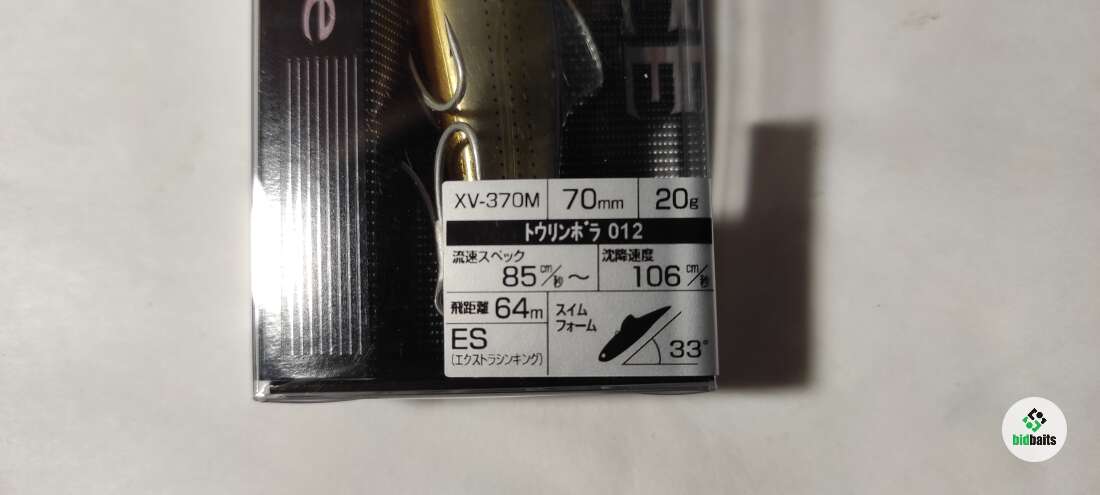 e
NE
XV-370M 70mm 20g
トウリンボラ 012
流速スペック 沈降速度
85cm/秒～ 106cm/秒
飛距離 64m スイム
フォーム
ES
(エクストラシンキング)
33°
bidbaits